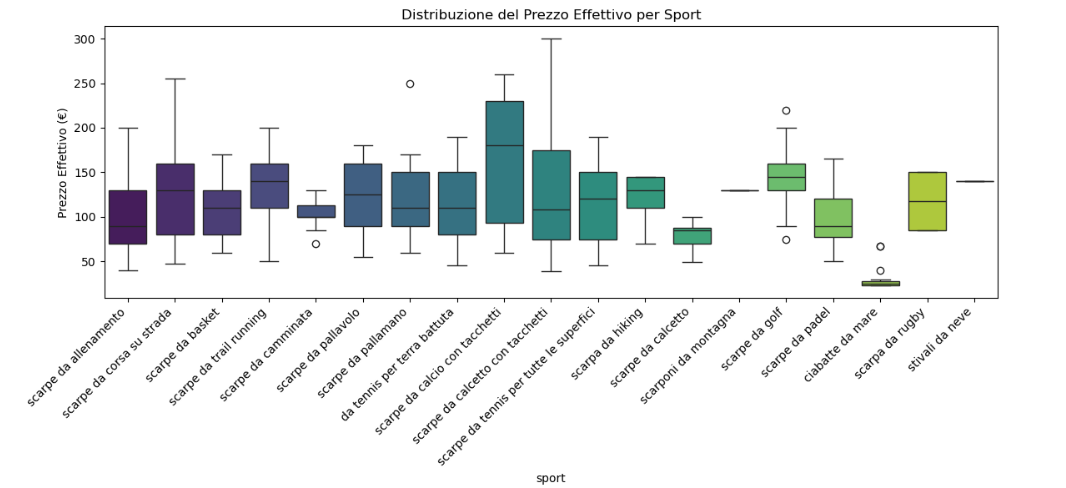 Distribuzione del Prezzo Effettivo per Sport
Prezzo Effettivo (€)
300
250
200
150
100
50
scarpe da allenamento
scarpe da corsa su strada
scarpe da basket
scarpe da trail running
scarpe da camminata
scarpe da pallavolo
scarpe da pallamano
da tennis per terra battuta
scarpe da calcio con tacchetti
scarpe da calcetto con tacchetti
scarpe da tennis per tutte le superfici
scarpa da hiking
scarpe da calcetto
scarponi da montagna
scarpe da golf
scarpe da padel
ciabatte da mare
scarpa da rugby
stivali da neve
sport